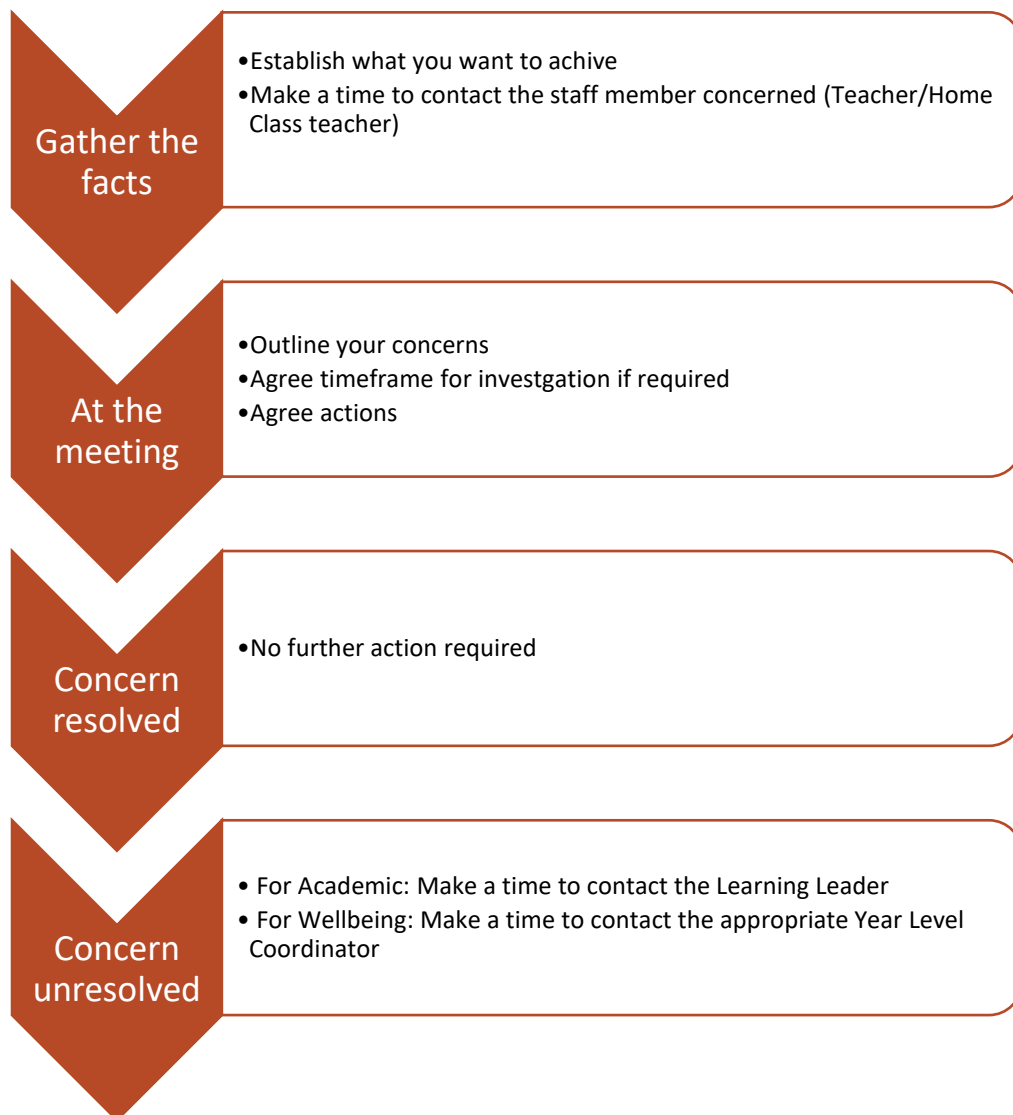 Gather the
facts
•Establish what you want to achive
•Make a time to contact the staff member concerned (Teacher/Home
Class teacher)
At the
meeting
•Outline your concerns
•Agree timeframe for investgation if required
•Agree actions
Concern
resolved
•No further action required
Concern
unresolved
• For Academic: Make a time to contact the Learning Leader
• For Wellbeing: Make a time to contact the appropriate Year Level
Coordinator